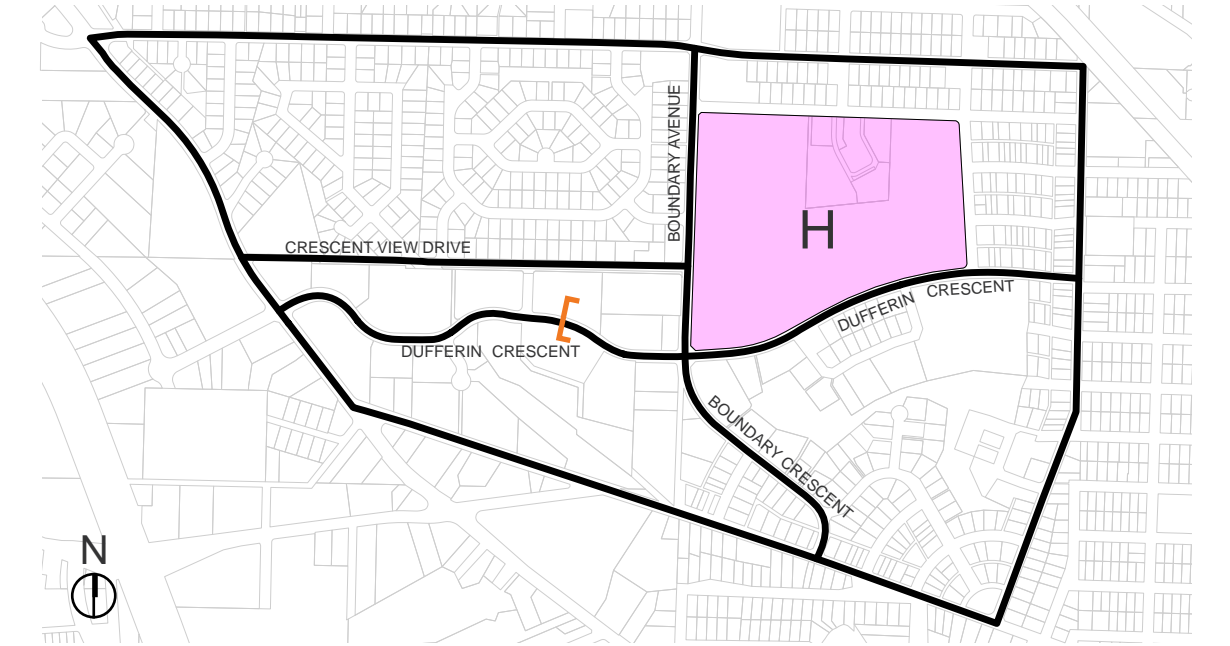 BOUNDARY AVENUE
H
CRESCENT VIEW DRIVE
DUFFERIN CRESCENT
DUFFERIN CRESCENT
BOUNDARY CRESCENT
N